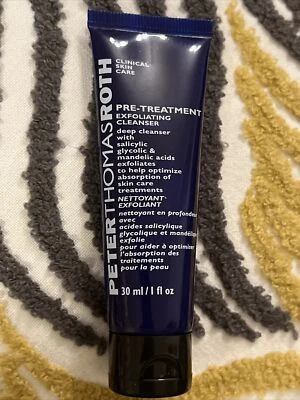 PETERTHOMASROTH
CLINICAL
SKIN
CARE
PRE-TREATMENT
EXFOLIATING
CLEANSER
deep cleanser
with
salicylic
glycolic &
mandelic acids
exfoliates
to help optimize
absorption of
skin care
treatments
NETTOYANT
EXFOLIANT
nettoyant en profondeur
avec
acides salicylique
glycolique et mandélique
exfolie
pour aider à optimiser
l'absorption des
traitements
pour la peau
30 ml / 1 fl oz